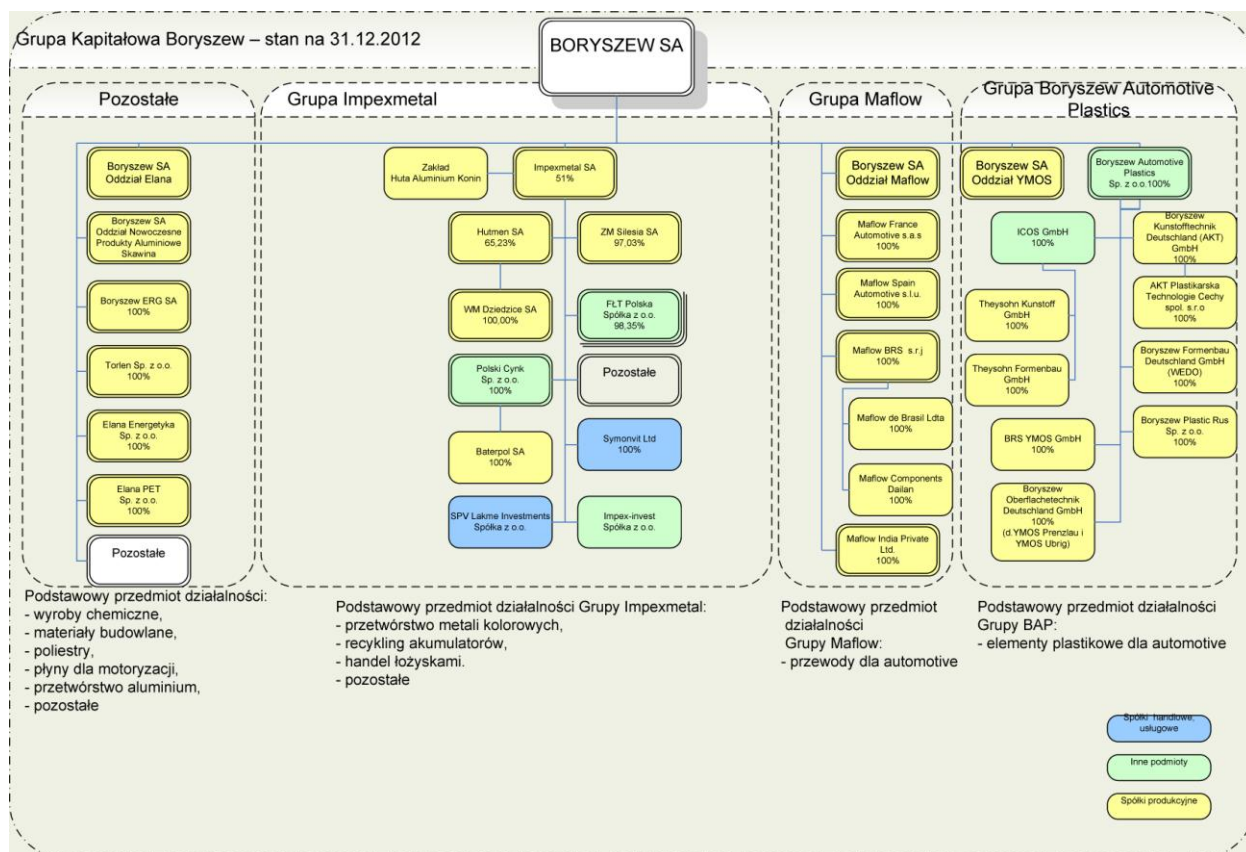 Grupa Kapitałowa Boryszew – stan na 31.12.2012
BORYSZEW SA
Pozostałe
Boryszew SA
Oddział Elana
Boryszew SA
Oddział Nowoczesne
Produkty Aluminiowe
Skawina
Boryszew ERG SA
100%
Torlen Sp. z o.o.
100%
Elana Energetyka
Sp. z o.o.
100%
Elana PET
Sp. z o.o.
100%
Pozostałe
Podstawowy przedmiot działalności:
- wyroby chemiczne,
- materiały budowlane,
- poliestry,
- płyny dla motoryzacji,
- przetwórstwo aluminium,
- pozostałe
Grupa Impexmetal
Zakład
Huta Aluminium Konin
Impexmetal SA
51%
Hutmen SA
65,23%
ZM Silesia SA
97,03%
WM Dziedzice SA
100,00%
FŁT Polska
Spółka z o.o.
98,35%
Polski Cynk
Sp. z o.o.
100%
Pozostałe
Baterpol SA
100%
Symonvit Ltd
100%
SPV Lakme Investments
Spółka z o.o.
Impex-invest
Spółka z o.o.
Podstawowy przedmiot działalności Grupy Impexmetal:
- przetwórstwo metali kolorowych,
- recykling akumulatorów,
- handel łożyskami.
- pozostałe
Grupa Maflow
Boryszew SA
Oddział Maflow
Maflow France
Automotive s.a.s
100%
Maflow Spain
Automotive s.l.u.
100%
Maflow BRS s.r.j
100%
Maflow de Brasil Ldta
100%
Maflow Components
Dailan
100%
Maflow India Private
Ltd.
100%
Podstawowy przedmiot
działalności
Grupy Maflow:
- przewody dla automotive
Grupa Boryszew Automotive
Plastics
Boryszew SA
Oddział YMOS
Boryszew Automotive
Plastics
Sp. z o.o.100%
ICOS GmbH
100%
Boryszew
Kunstofftechnik
Deutschland (AKT)
GmbH
100%
Theysohn Kunstoff
GmbH
100%
AKT Plastikarska
Technologie Cechy
spol. s.r.o
100%
Theysohn Formenbau
GmbH
100%
Boryszew Formenbau
Deutschland GmbH
(WEDO)
100%
BRS YMOS GmbH
100%
Boryszew Plastic Rus
Sp. z o.o.
100%
Boryszew
Oberflachetechnik
Deutschland GmbH
100%
(d.YMOS Prenzlau i
YMOS Ubrig)
Podstawowy przedmiot działalności
Grupy BAP:
- elementy plastikowe dla automotive
Spółki handlowe,
usługowe
Inne podmioty
Spółki produkcyjne